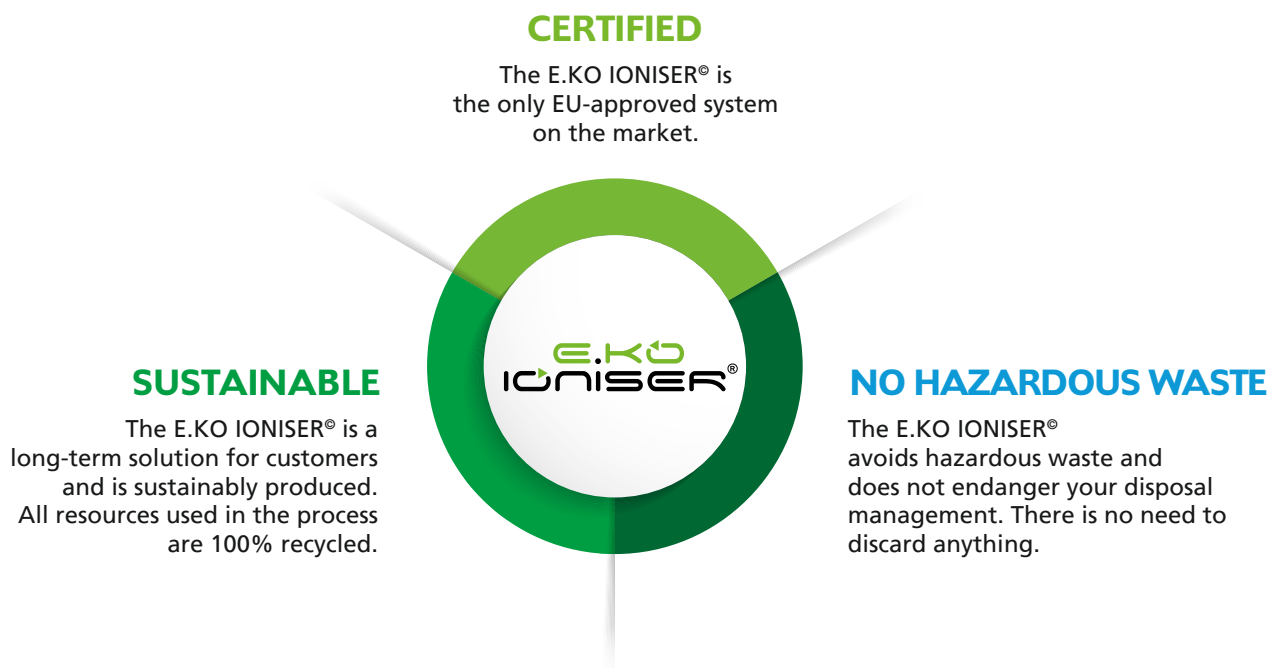 CERTIFIED
The E.KO IONISER© is
the only EU-approved system
on the market.
E.KO
IONISER®
SUSTAINABLE
The E.KO IONISER© is a
long-term solution for customers
and is sustainably produced.
All resources used in the process
are 100% recycled.
NO HAZARDOUS WASTE
The E.KO IONISER©
avoids hazardous waste and
does not endanger your disposal
management. There is no need to
discard anything.